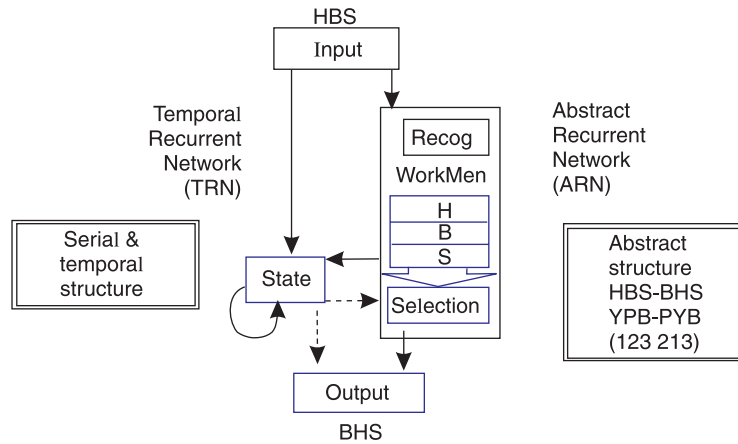 HBS
Input
Temporal
Recurrent
Network
(TRN)
Recog
WorkMen
H
B
S
Abstract
Recurrent
Network
(ARN)
Serial &
temporal
structure
State
Selection
Abstract
structure
HBS-BHS
YPB-PYB
(123 213)
Output
BHS